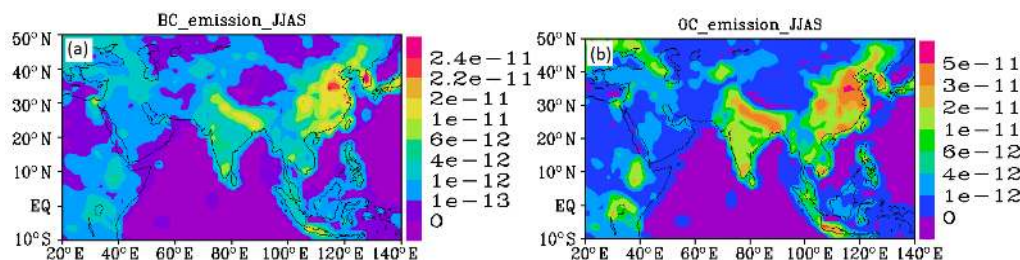 BC_emission_JJAS
(a)
50°N
40°N
30°N
20°N
10°N
EQ
10°S
20°E 40°E 60°E 80°E 100°E 120°E 140°E
2.4e-11
2.2e-11
2e-11
1e-11
6e-12
4e-12
1e-12
1e-13
0
OC_emission_JJAS
(b)
50°N
40°N
30°N
20°N
10°N
EQ
10°S
20°E 40°E 60°E 80°E 100°E 120°E 140°E
5e-11
3e-11
2e-11
1e-11
6e-12
4e-12
1e-12
0